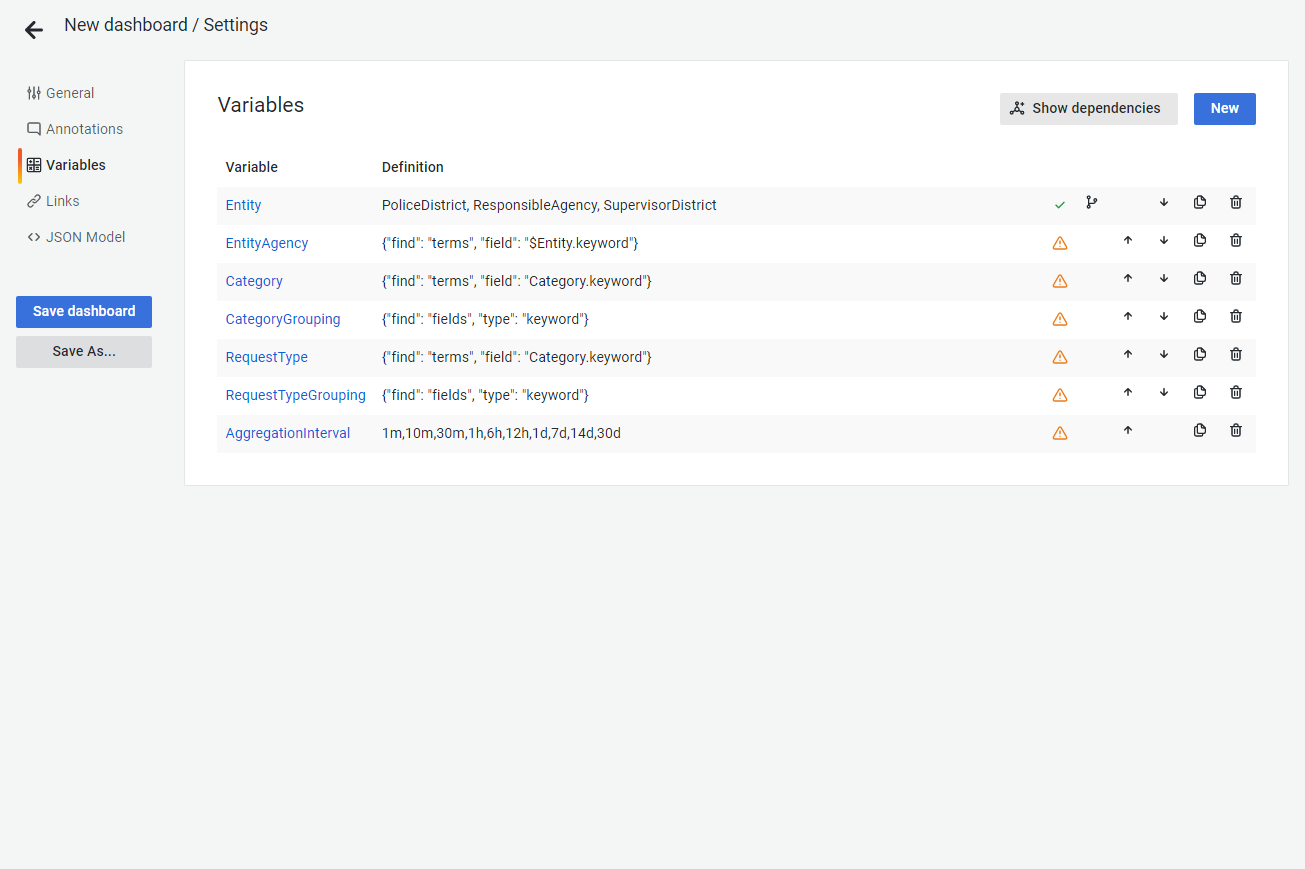 New dashboard / Settings
General
Annotations
Variables
Links
JSON Model
Save dashboard
Save As...
Variables
Show dependencies
New
Variable Definition
Entity PoliceDistrict, ResponsibleAgency, SupervisorDistrict
EntityAgency {"find": "terms", "field": "$Entity.keyword"}
Category {"find": "terms", "field": "Category.keyword"}
CategoryGrouping {"find": "fields", "type": "keyword"}
RequestType {"find": "terms", "field": "Category.keyword"}
RequestTypeGrouping {"find": "fields", "type": "keyword"}
AggregationInterval 1m,10m,30m,1h,6h,12h,1d,7d,14d,30d